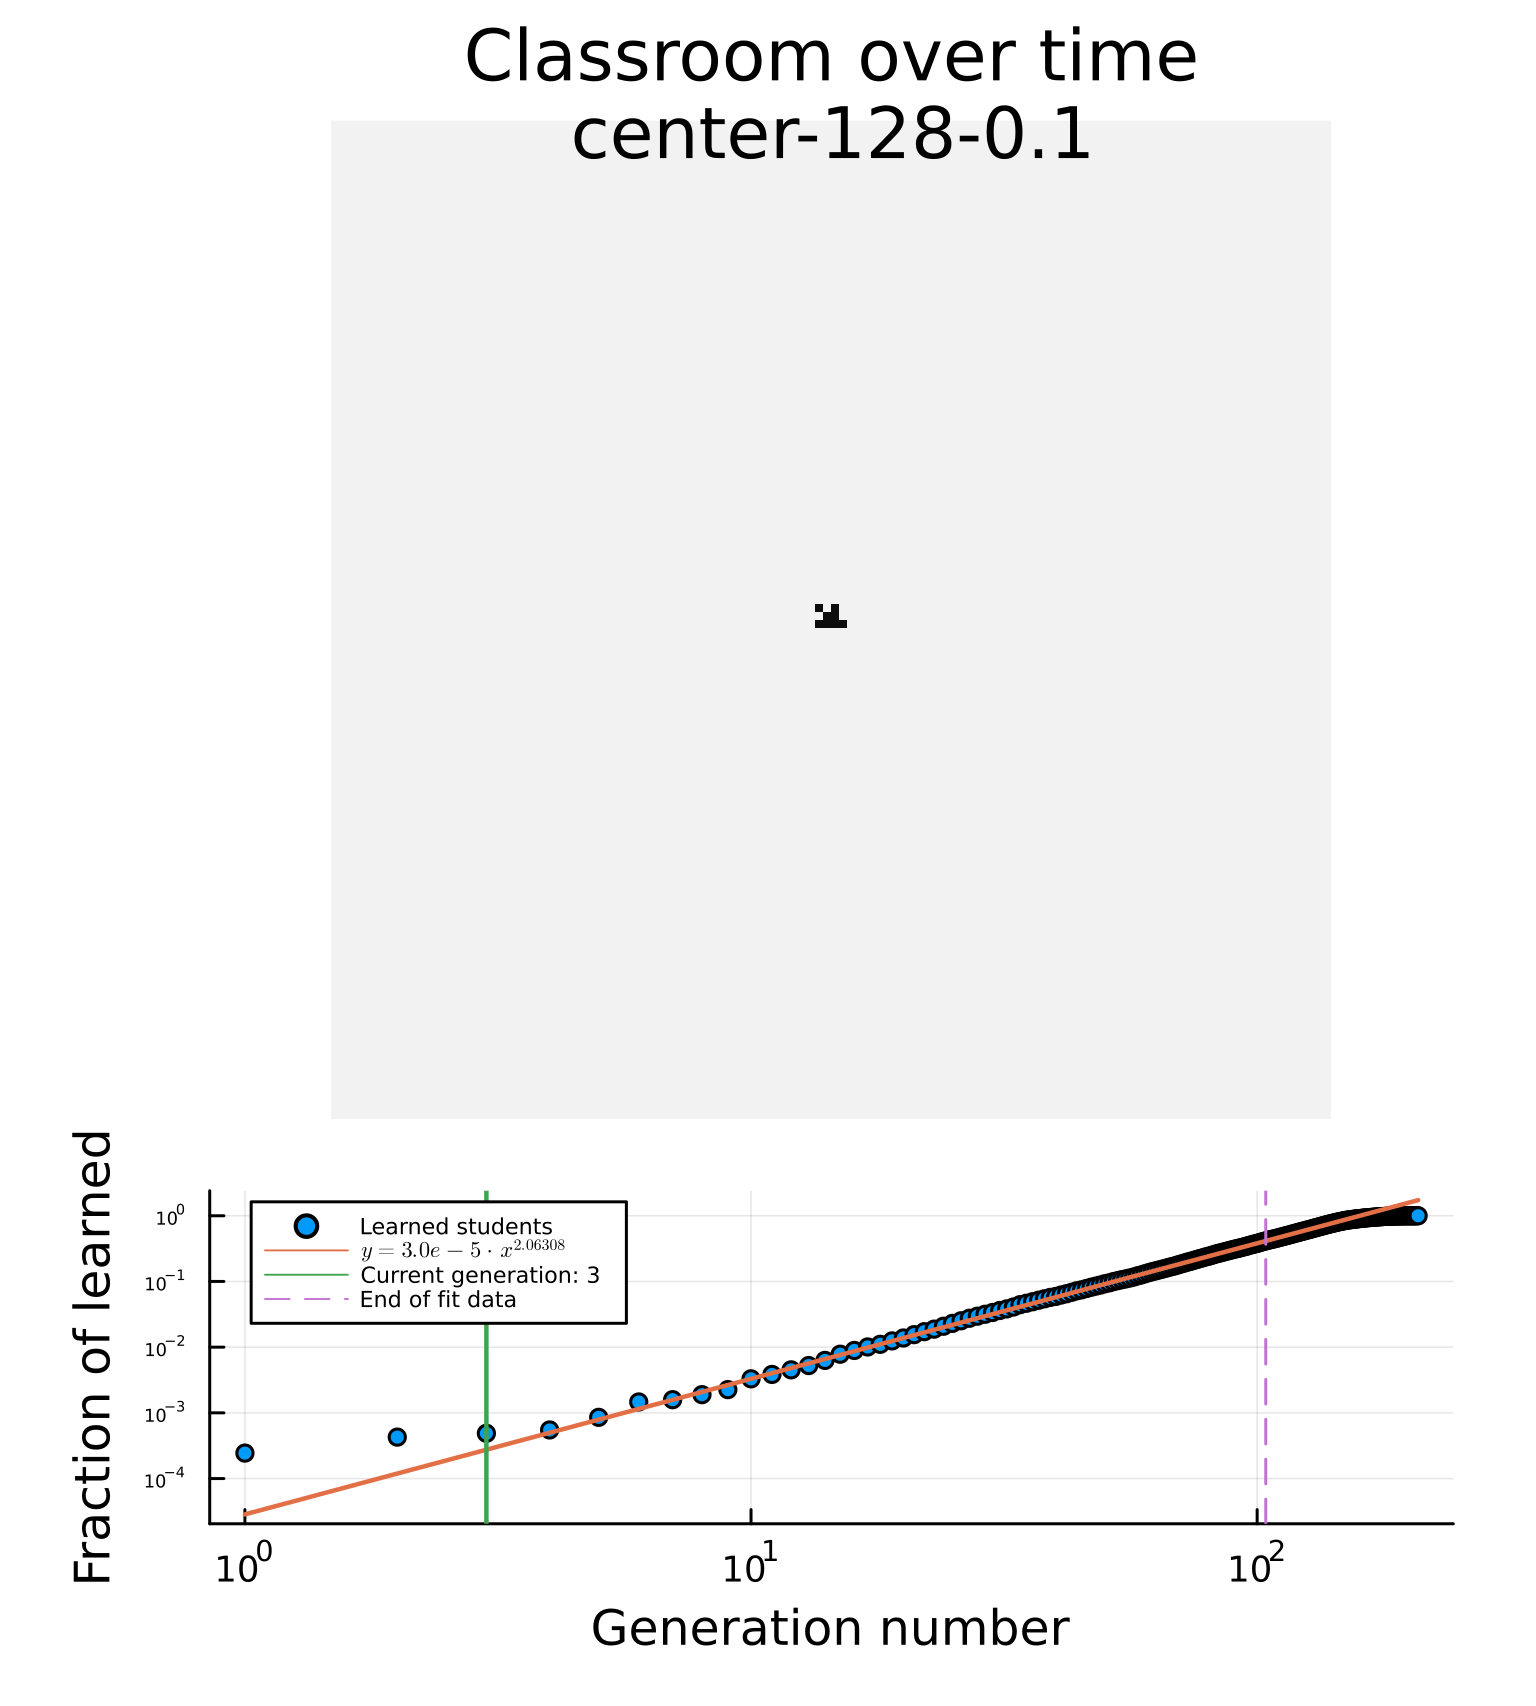 Classroom over time
center-128-0.1
Fraction of learned
10^0
10^-1
10^-2
10^-3
10^-4
Learned students
y = 3.0e − 5 · x^2.06308
Current generation: 3
End of fit data
10^0 10^1 10^2
Generation number